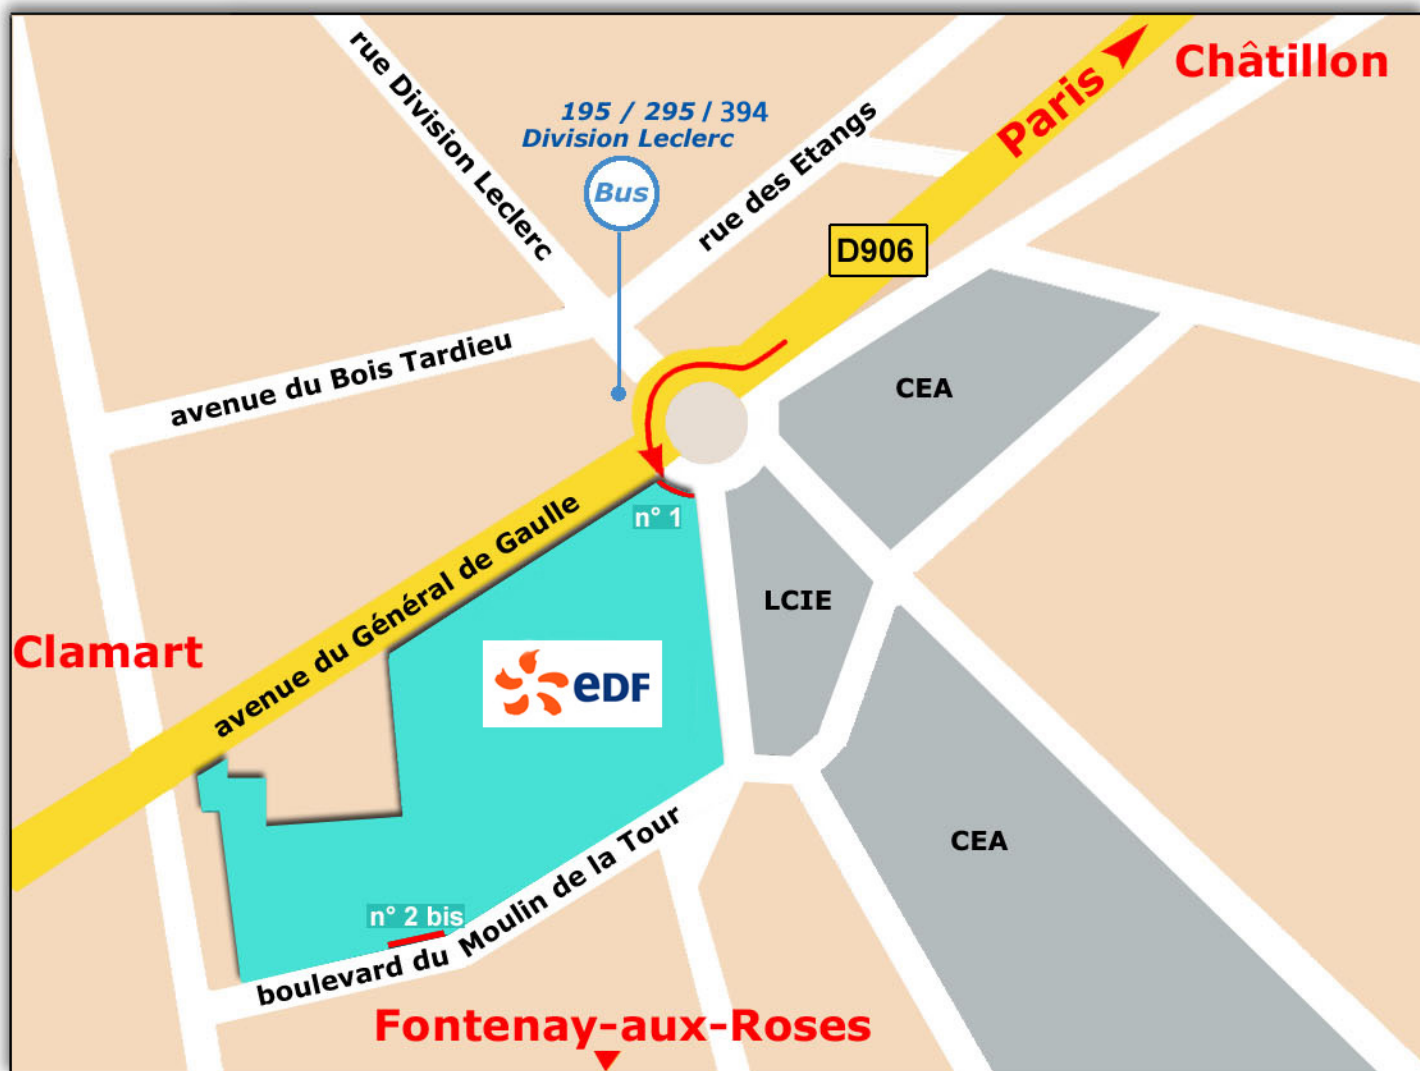 Châtillon
Paris
rue Division Leclerc
195 / 295 / 394
Division Leclerc
Bus
rue des Etangs
D906
avenue du Bois Tardieu
CEA
n° 1
avenue du Général de Gaulle
LCIE
Clamart
eDF
CEA
n° 2 bis
boulevard du Moulin de la Tour
Fontenay-aux-Roses